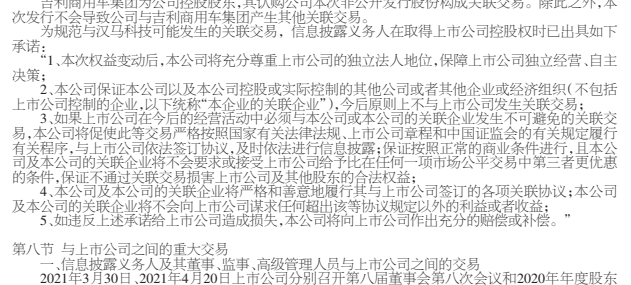 吉利商用车集团为公司控股股东，其认购公司本次非公开发行股份构成关联交易。除此之外，本
次发行不会导致公司与吉利商用车集团产生其他关联交易。
为规范与汉马科技可能发生的关联交易，信息披露义务人在取得上市公司控股权时已出具如下
承诺：
“1、本次权益变动后，本公司将充分尊重上市公司的独立法人地位，保障上市公司独立经营、自主
决策；
2、本公司保证本公司以及本公司控股或实际控制的其他公司或者其他企业或经济组织（不包括
上市公司控制的企业，以下统称“本企业的关联企业”），今后原则上不与上市公司发生关联交易；
3、如果上市公司在今后的经营活动中必须与本公司或本公司的关联企业发生不可避免的关联交
易，本公司将促使此等交易严格按照国家有关法律法规、上市公司章程和中国证监会的有关规定履行
有关程序，与上市公司依法签订协议，及时依法进行信息披露；保证按照正常的商业条件进行，且本公
司及本公司的关联企业将不会要求或接受上市公司给予比在任何一项市场公平交易中第三者更优惠
的条件，保证不通过关联交易损害上市公司及其他股东的合法权益；
4、本公司及本公司的关联企业将严格和善意地履行其与上市公司签订的各项关联协议；本公司
及本公司的关联企业将不会向上市公司谋求任何超出该等协议规定以外的利益或者收益；
5、如违反上述承诺给上市公司造成损失，本公司将向上市公司作出充分的赔偿或补偿。”
第八节 与上市公司之间的重大交易
一、信息披露义务人及其董事、监事、高级管理人员与上市公司之间的交易
2021年3月30日、2021年4月20日上市公司分别召开第八届董事会第八次会议和2020年年度股东